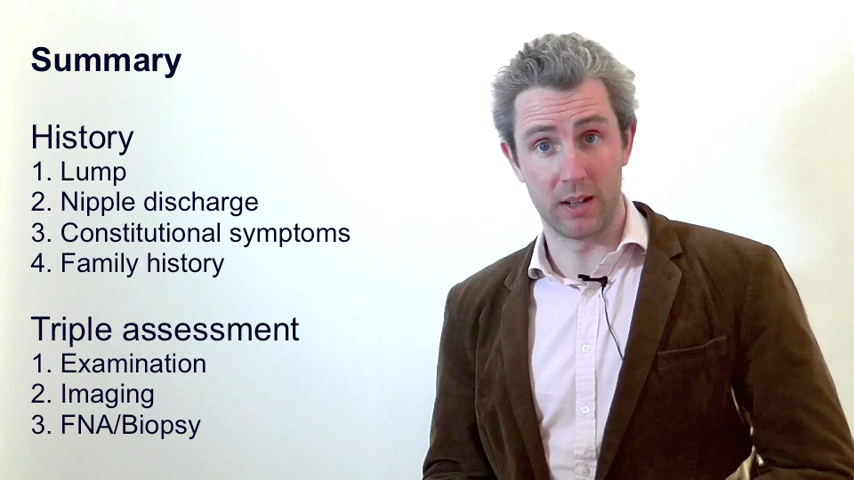 Summary
History
1. Lump
2. Nipple discharge
3. Constitutional symptoms
4. Family history
Triple assessment
1. Examination
2. Imaging
3. FNA/Biopsy